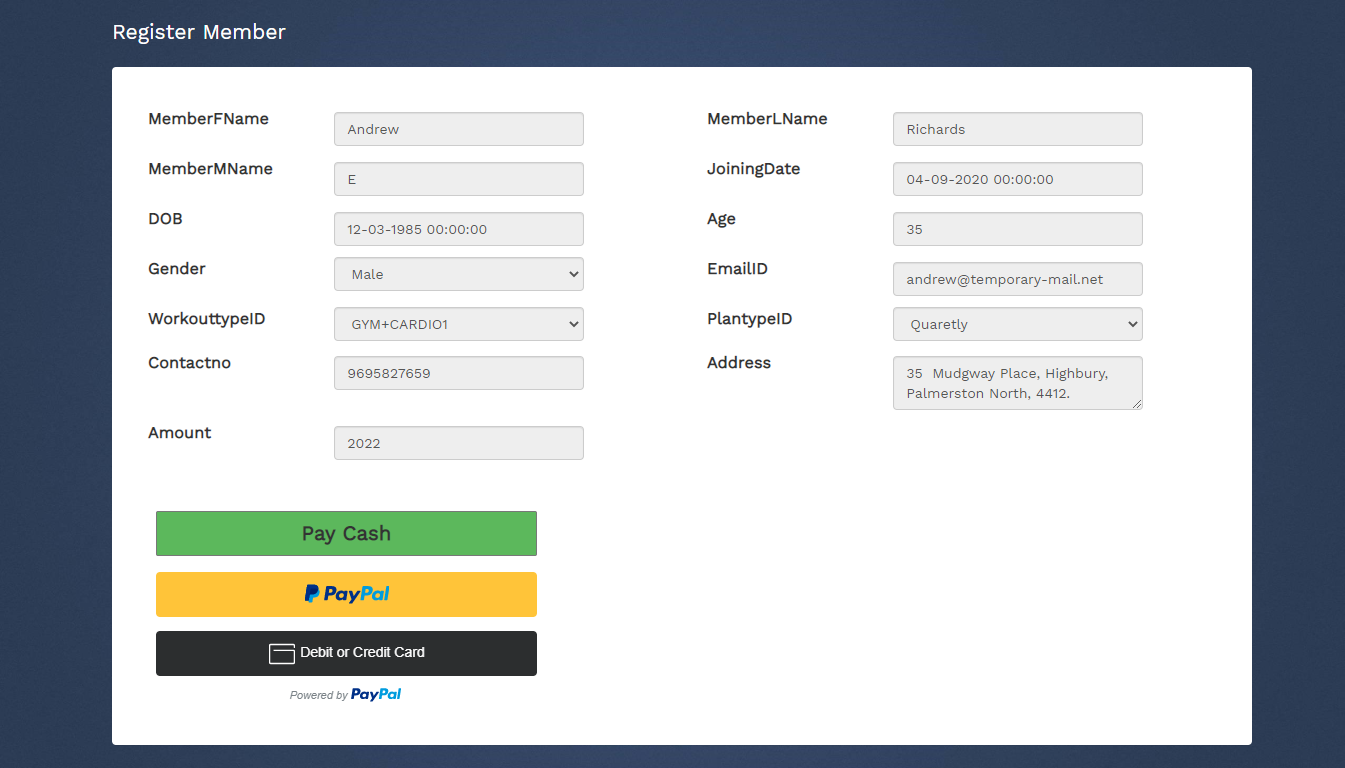 Register Member
MemberFName Andrew MemberLName Richards
MemberMName E JoiningDate 04-09-2020 00:00:00
DOB 12-03-1985 00:00:00 Age 35
Gender Male EmailID andrew@temporary-mail.net
WorkouttypeID GYM+CARDIO1 PlantypeID Quaretly
Contactno 9695827659 Address 35 Mudgway Place, Highbury,
Palmerston North, 4412.
Amount 2022
Pay Cash
PayPal
Debit or Credit Card
Powered by PayPal